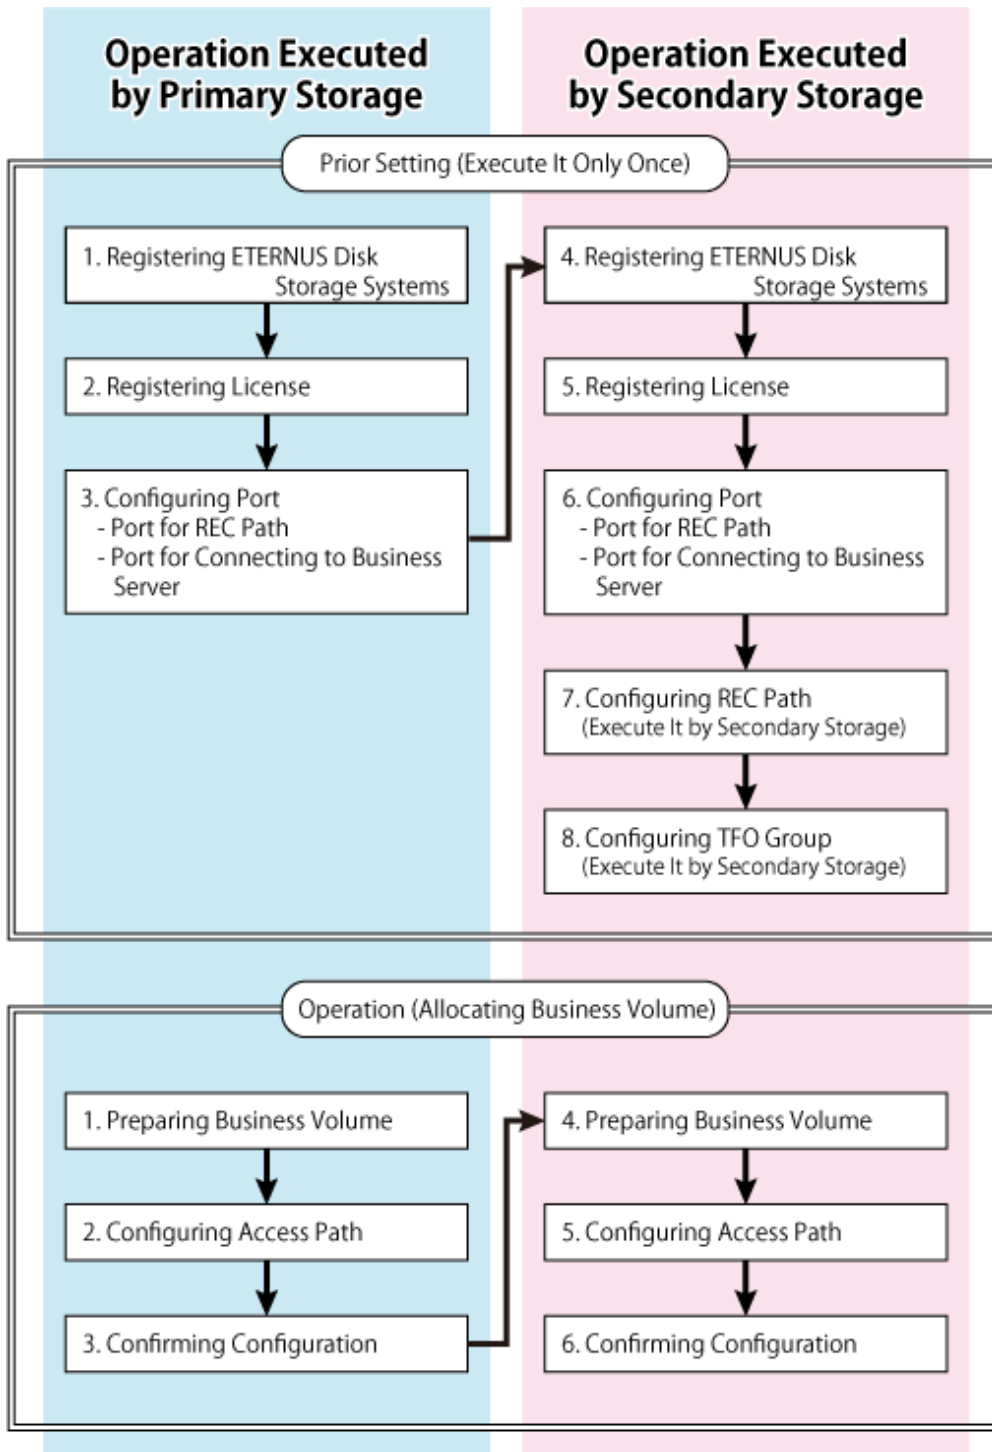 Operation Executed
by Primary Storage
Operation Executed
by Secondary Storage
Prior Setting (Execute It Only Once)
1. Registering ETERNUS Disk
Storage Systems
2. Registering License
3. Configuring Port
- Port for REC Path
- Port for Connecting to Business
Server
4. Registering ETERNUS Disk
Storage Systems
5. Registering License
6. Configuring Port
- Port for REC Path
- Port for Connecting to Business
Server
7. Configuring REC Path
(Execute It by Secondary Storage)
8. Configuring TFO Group
(Execute It by Secondary Storage)
Operation (Allocating Business Volume)
1. Preparing Business Volume
2. Configuring Access Path
3. Confirming Configuration
4. Preparing Business Volume
5. Configuring Access Path
6. Confirming Configuration